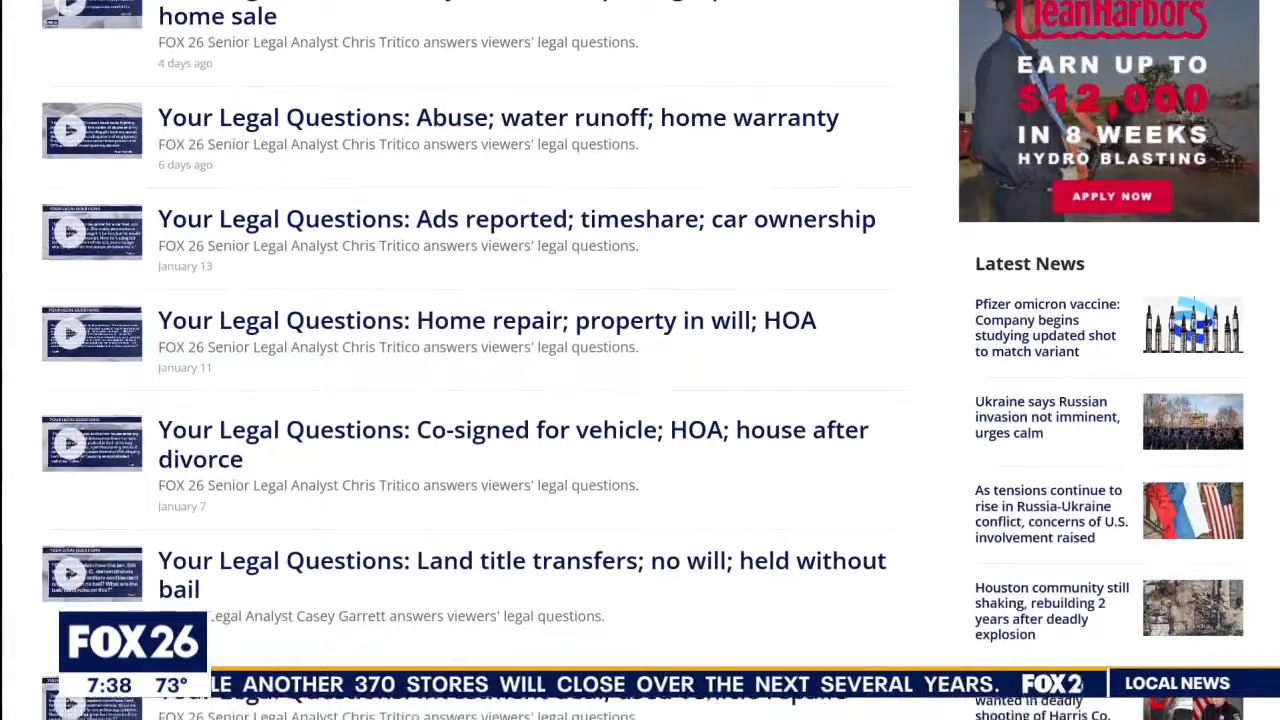 home sale
FOX 26 Senior Legal Analyst Chris Tritico answers viewers' legal questions.
4 days ago
Your Legal Questions: Abuse; water runoff; home warranty
FOX 26 Senior Legal Analyst Chris Tritico answers viewers' legal questions.
6 days ago
Your Legal Questions: Ads reported; timeshare; car ownership
FOX 26 Senior Legal Analyst Chris Tritico answers viewers' legal questions.
January 13
Your Legal Questions: Home repair; property in will; HOA
FOX 26 Senior Legal Analyst Chris Tritico answers viewers' legal questions.
January 11
Your Legal Questions: Co-signed for vehicle; HOA; house after
divorce
FOX 26 Senior Legal Analyst Chris Tritico answers viewers' legal questions.
January 7
Your Legal Questions: Land title transfers; no will; held without
bail
Legal Analyst Casey Garrett answers viewers' legal questions.
FOX 26 Senior Legal Analyst Chris Tritico answers viewers' legal questions.
CleanHarbors
EARN UP TO
$12,000
IN 8 WEEKS
HYDRO BLASTING
APPLY NOW
Latest News
Pfizer omicron vaccine:
Company begins
studying updated shot
to match variant
Ukraine says Russian
invasion not imminent,
urges calm
As tensions continue to
rise in Russia-Ukraine
conflict, concerns of U.S.
involvement raised
Houston community still
shaking, rebuilding 2
years after deadly
explosion
wanted in deadly
shooting of Harris Co.
FOX 26
7:38 73°
LE ANOTHER 370 STORES WILL CLOSE OVER THE NEXT SEVERAL YEARS
FOX 2
LOCAL NEWS